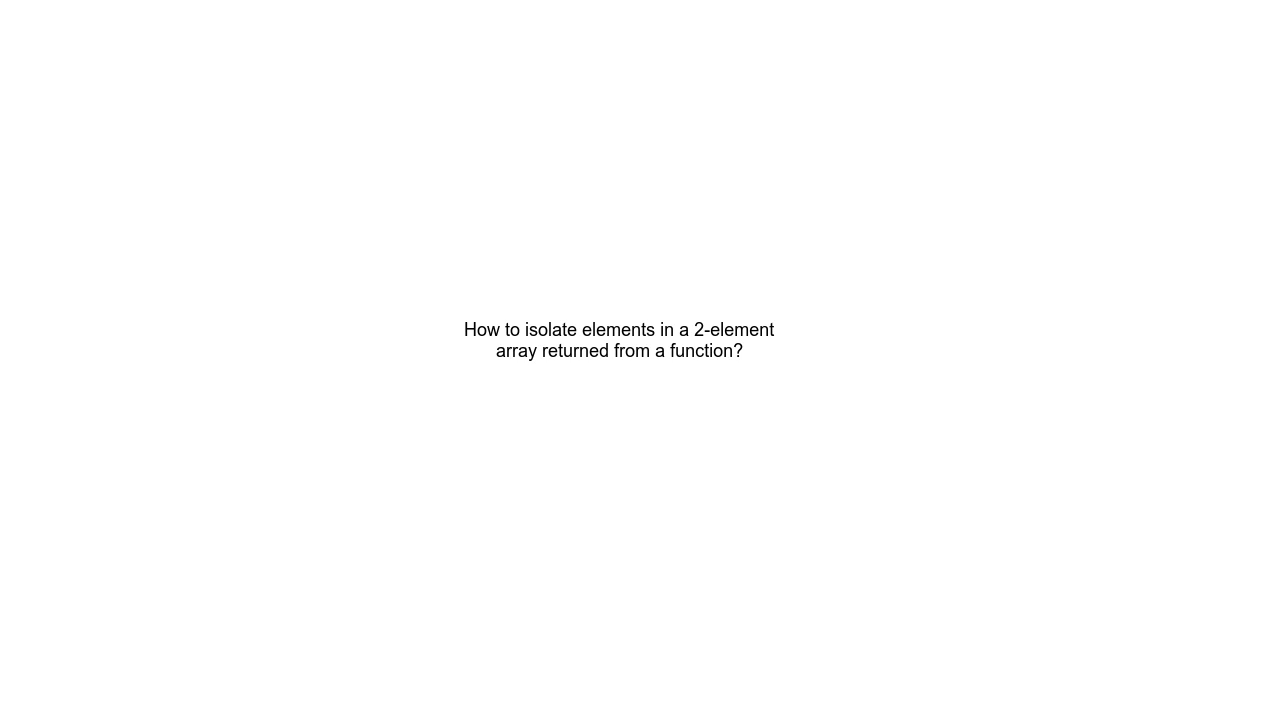 How to isolate elements in a 2-element
array returned from a function?